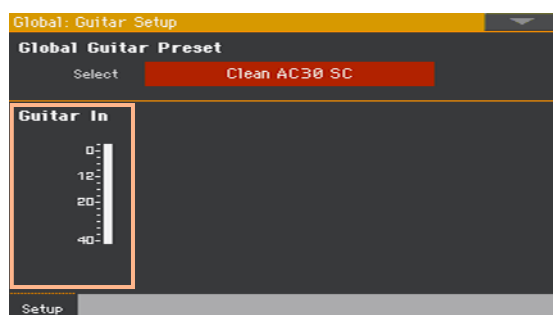 Global: Guitar Setup
Global Guitar Preset
Select Clean AC30 SC
Guitar In
0
12
20
40
Setup